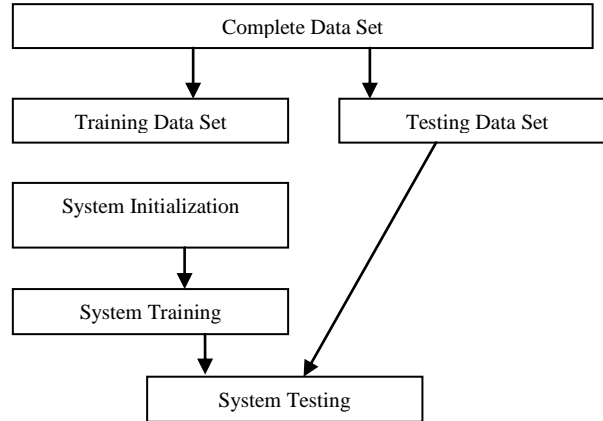 Complete Data Set
Training Data Set
Testing Data Set
System Initialization
System Training
System Testing